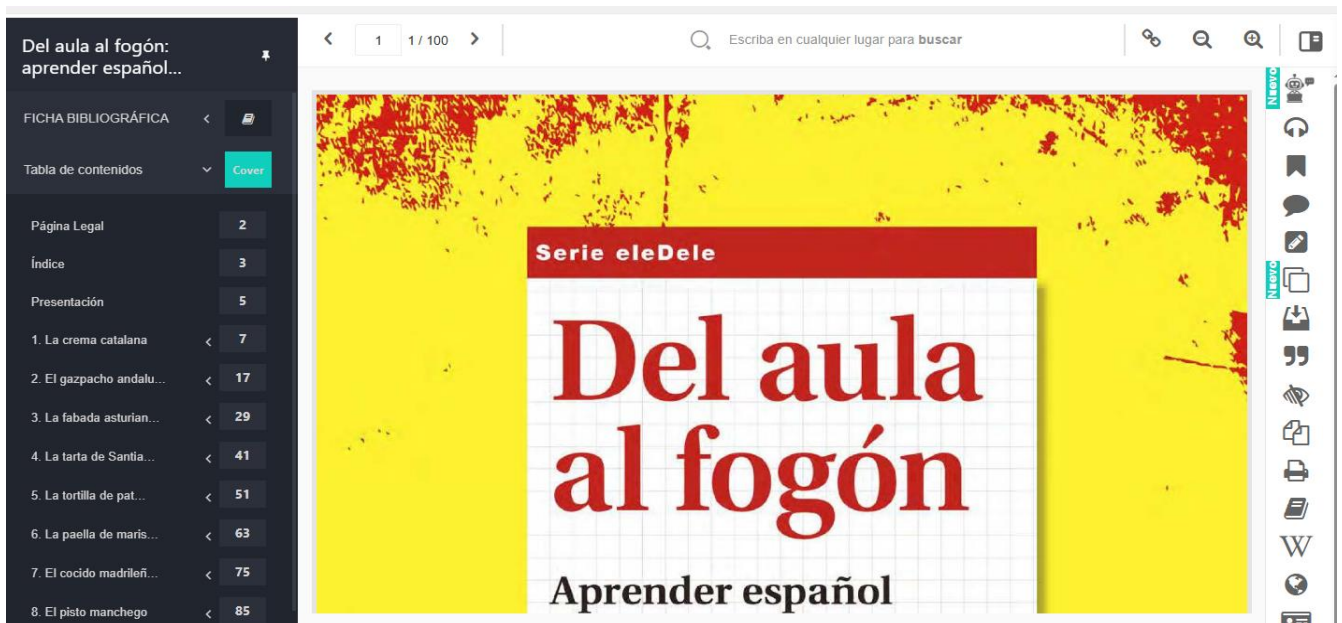 Del aula al fogón:
aprender español...
1 1 / 100
Escriba en cualquier lugar para buscar
FICHA BIBLIOGRÁFICA
Tabla de contenidos Cover
Página Legal 2
Índice 3
Presentación 5
1. La crema catalana 7
2. El gazpacho andalu... 17
3. La fabada asturian... 29
4. La tarta de Santia... 41
5. La tortilla de pat... 51
6. La paella de maris... 63
7. El cocido madrileñ... 75
8. El pisto manchego 85
Serie eleDele
Del aula
al fogón
Aprender español
Nuevo
Nuevo
W